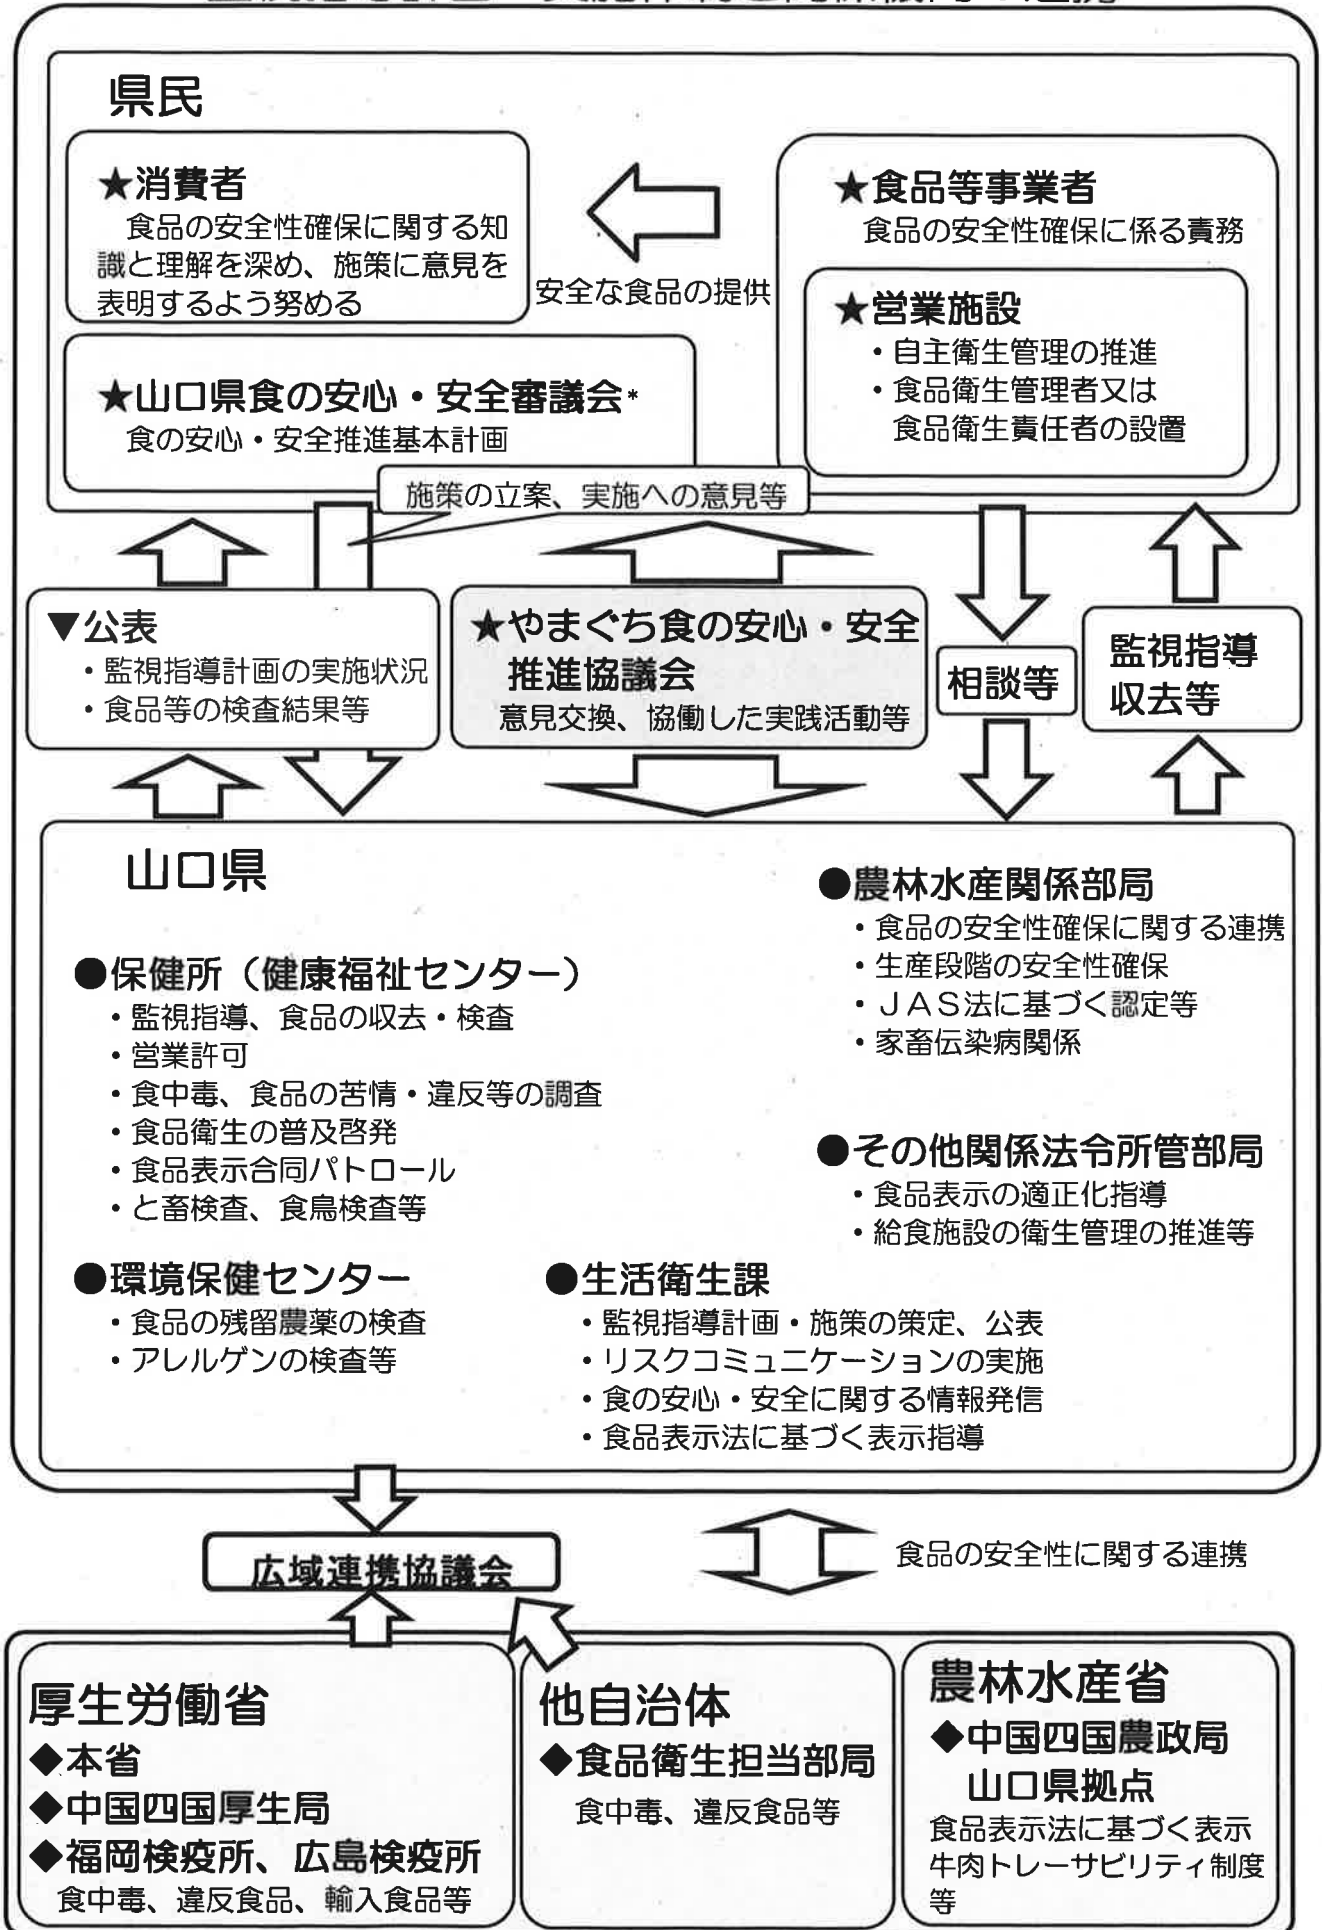 県民
★消費者
食品の安全性確保に関する知
識と理解を深め、施策に意見を
表明するよう努める
安全な食品の提供
★食品等事業者
食品の安全性確保に係る責務
★営業施設
・自主衛生管理の推進
・食品衛生管理者又は
食品衛生責任者の設置
★山口県食の安心・安全審議会*
食の安心・安全推進基本計画
施策の立案、実施への意見等
▼公表
・監視指導計画の実施状況
・食品等の検査結果等
★やまぐち食の安心・安全
推進協議会
意見交換、協働した実践活動等
相談等
監視指導
収去等
山口県
●保健所（健康福祉センター）
・監視指導、食品の収去・検査
・営業許可
・食中毒、食品の苦情・違反等の調査
・食品衛生の普及啓発
・食品表示合同パトロール
・と畜検査、食鳥検査等
●農林水産関係部局
・食品の安全性確保に関する連携
・生産段階の安全性確保
・ＪＡＳ法に基づく認定等
・家畜伝染病関係
●その他関係法令所管部局
・食品表示の適正化指導
・給食施設の衛生管理の推進等
●環境保健センター
・食品の残留農薬の検査
・アレルゲンの検査等
●生活衛生課
・監視指導計画・施策の策定、公表
・リスクコミュニケーションの実施
・食の安心・安全に関する情報発信
・食品表示法に基づく表示指導
広域連携協議会
食品の安全性に関する連携
厚生労働省
◆本省
◆中国四国厚生局
◆福岡検疫所、広島検疫所
食中毒、違反食品、輸入食品等
他自治体
◆食品衛生担当部局
食中毒、違反食品等
農林水産省
◆中国四国農政局
山口県拠点
食品表示法に基づく表示
牛肉トレーサビリティ制度
等